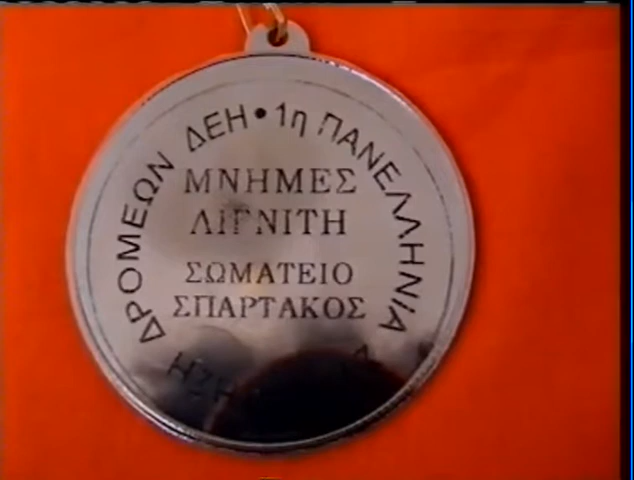 1η ΠΑΝΕΛΛΗΝΙΑ
ΔΡΟΜΕΩΝ ΔΕΗ •
ΜΝΗΜΕΣ
ΛΙΓΝΙΤΗ
ΣΩΜΑΤΕΙΟ
ΣΠΑΡΤΑΚΟΣ